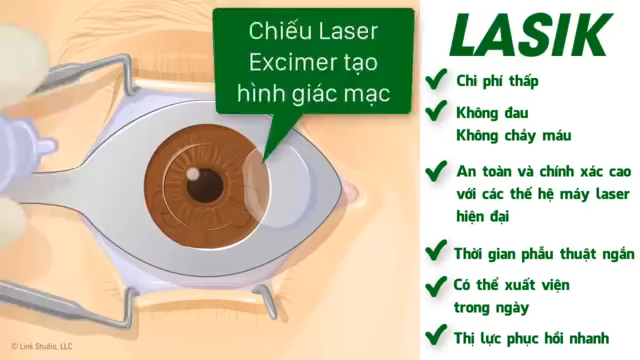 Chiếu Laser
Excimer tạo
hình giác mạc
LASIK
Chi phí thấp
Không đau
Không chảy máu
An toàn và chính xác cao
với các thế hệ máy laser
hiện đại
Thời gian phẫu thuật ngắn
Có thể xuất viện
trong ngày
Thị lực phục hồi nhanh
© Link Studio, LLC